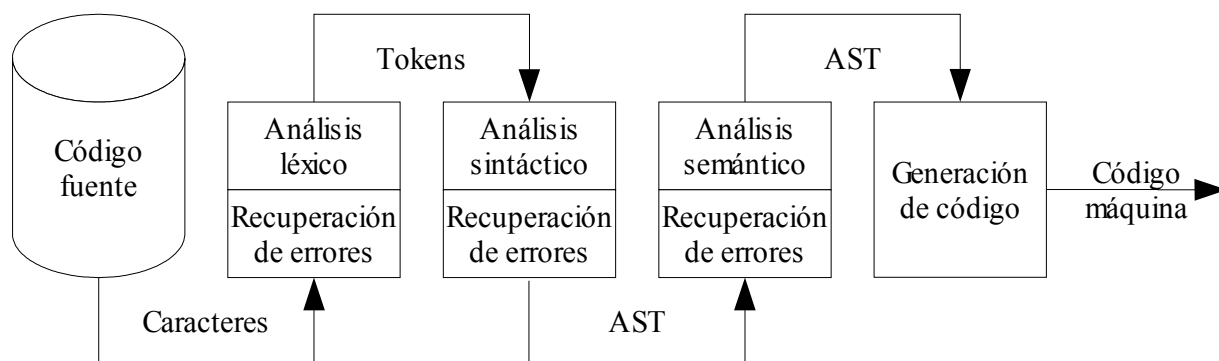 Código
fuente
Caracteres
Análisis
léxico
Recuperación
de errores
Tokens
Análisis
sintáctico
Recuperación
de errores
AST
Análisis
semántico
Recuperación
de errores
AST
Generación
de código
Código
máquina